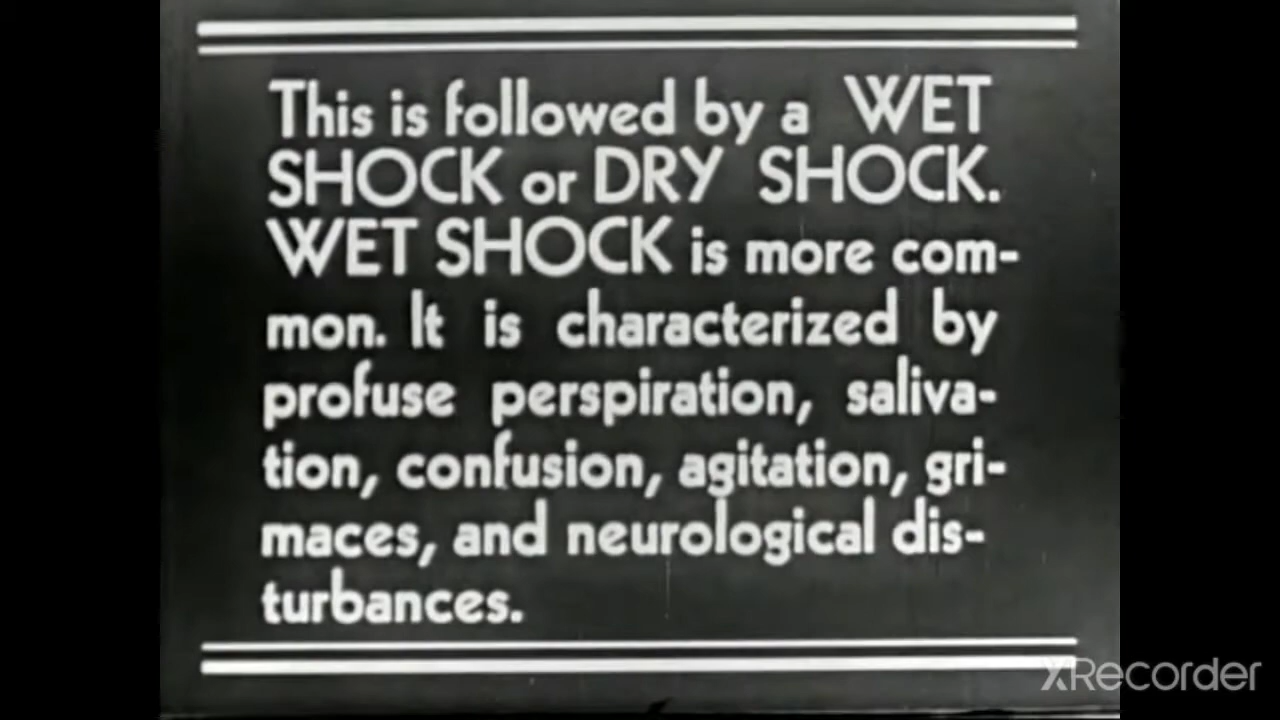 This is followed by a WET
SHOCK or DRY SHOCK.
WET SHOCK is more com-
mon. It is characterized by
profuse perspiration, saliva-
tion, confusion, agitation, gri-
maces, and neurological dis-
turbances.
XRecorder